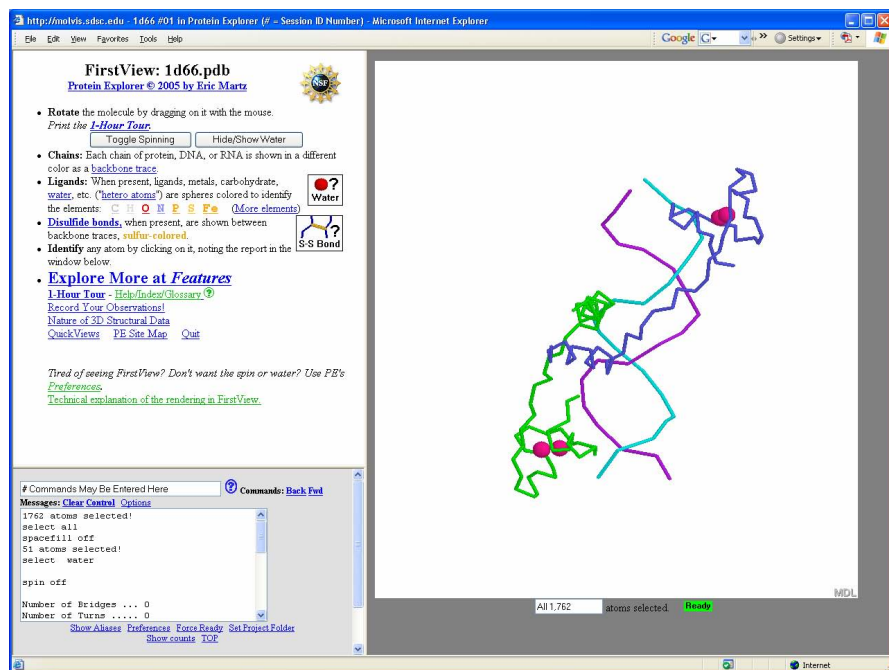 http://molvis.sdsc.edu - 1d66 #01 in Protein Explorer (# = Session ID Number) - Microsoft Internet Explorer
File Edit View Favorites Tools Help
Google G Settings
FirstView: 1d66.pdb
Protein Explorer © 2005 by Eric Martz
NSF
Rotate the molecule by dragging on it with the mouse.
Print the 1-Hour Tour.
Toggle Spinning Hide/Show Water
Chains: Each chain of protein, DNA, or RNA is shown in a different
color as a backbone trace.
Ligands: When present, ligands, metals, carbohydrate,
water, etc. ("hetero atoms") are spheres colored to identify
the elements: C H O N P S Fe (More elements)
?
Water
Disulfide bonds, when present, are shown between
backbone traces, sulfur-colored.
?
S-S Bond
Identify any atom by clicking on it, noting the report in the
window below.
Explore More at Features
1-Hour Tour - Help/Index/Glossary ?
Record Your Observations!
Nature of 3D Structural Data
QuickViews PE Site Map Quit
Tired of seeing FirstView? Don't want the spin or water? Use PE's
Preferences.
Technical explanation of the rendering in FirstView.
# Commands May Be Entered Here ? Commands: Back Fwd
Messages: Clear Control Options
1762 atoms selected!
select all
spacefill off
51 atoms selected!
select water
spin off
Number of Bridges ... 0
Number of Turns ..... 0
Show Aliases Preferences Force Ready Set Project Folder
Show counts TOP
MDL
All 1,762 atoms selected. Ready
Internet